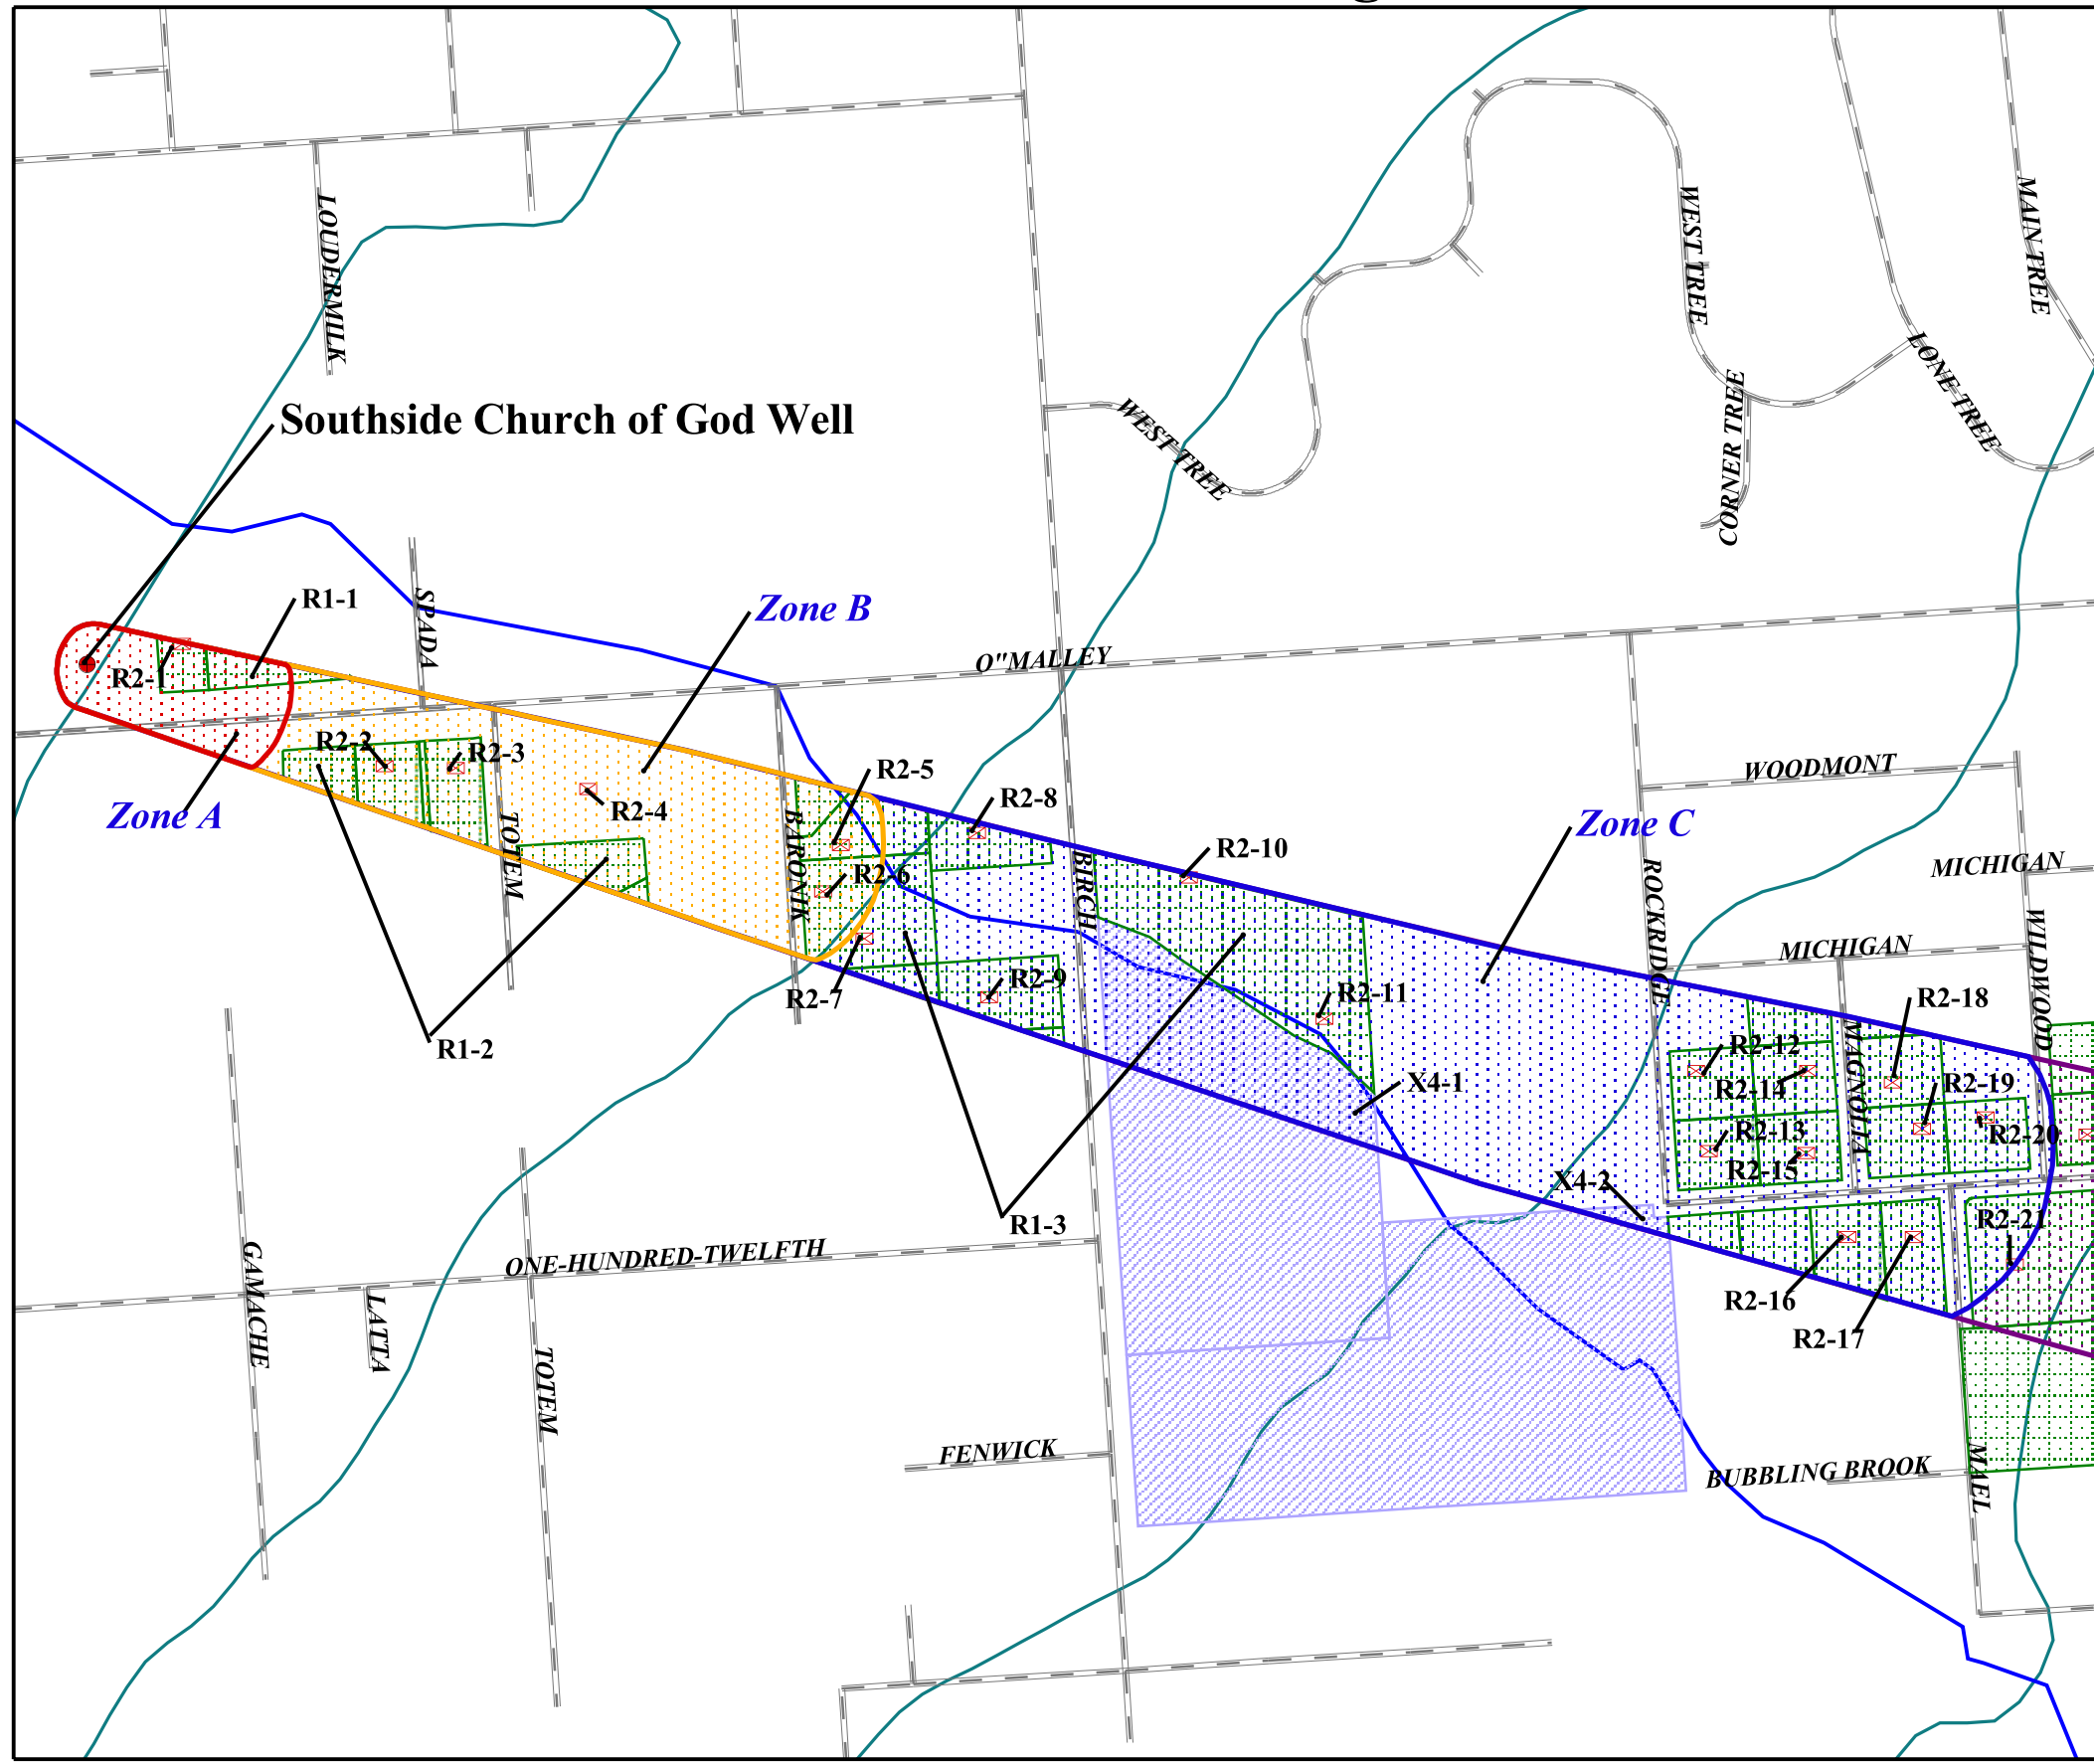 LOUDERMILK
WEST TREE
MAIN TREE
LONE TREE
CORNER TREE
WEST TREE
Southside Church of God Well
R1-1
SPADA
Zone B
O"MALLEY
R2-1
R2-2
R2-3
R2-4
R2-5
R2-8
Zone A
TOTEM
BARONIK
R2-6
BIRCH
R2-10
Zone C
WOODMONT
MICHIGAN
ROCKRIDGE
MICHIGAN
WILDWOOD
R2-7
R2-9
R2-11
R2-18
R1-2
R2-12
MAGNOLIA
X4-1
R2-14
R2-19
R2-13
R2-20
R2-15
X4-2
R1-3
R2-21
GAMACHE
ONE-HUNDRED-TWELFTH
LATTA
TOTEM
R2-16
R2-17
FENWICK
BUBBLING BROOK
MAEL